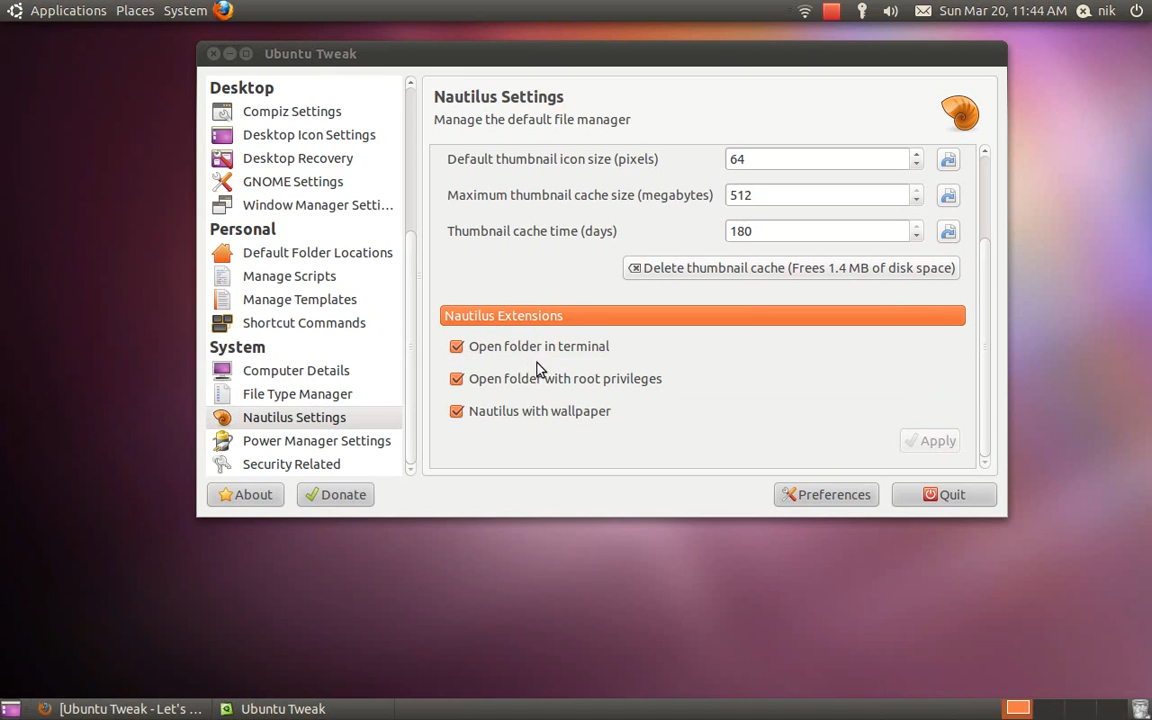 Applications Places System Sun Mar 20, 11:44 AM nik
Ubuntu Tweak
Desktop
Compiz Settings
Desktop Icon Settings
Desktop Recovery
GNOME Settings
Window Manager Setti...
Personal
Default Folder Locations
Manage Scripts
Manage Templates
Shortcut Commands
System
Computer Details
File Type Manager
Nautilus Settings
Power Manager Settings
Security Related
Nautilus Settings
Manage the default file manager
Default thumbnail icon size (pixels) 64
Maximum thumbnail cache size (megabytes) 512
Thumbnail cache time (days) 180
Delete thumbnail cache (Frees 1.4 MB of disk space)
Nautilus Extensions
Open folder in terminal
Open folder with root privileges
Nautilus with wallpaper
Apply
About Donate Preferences Quit
[Ubuntu Tweak - Let's ... Ubuntu Tweak